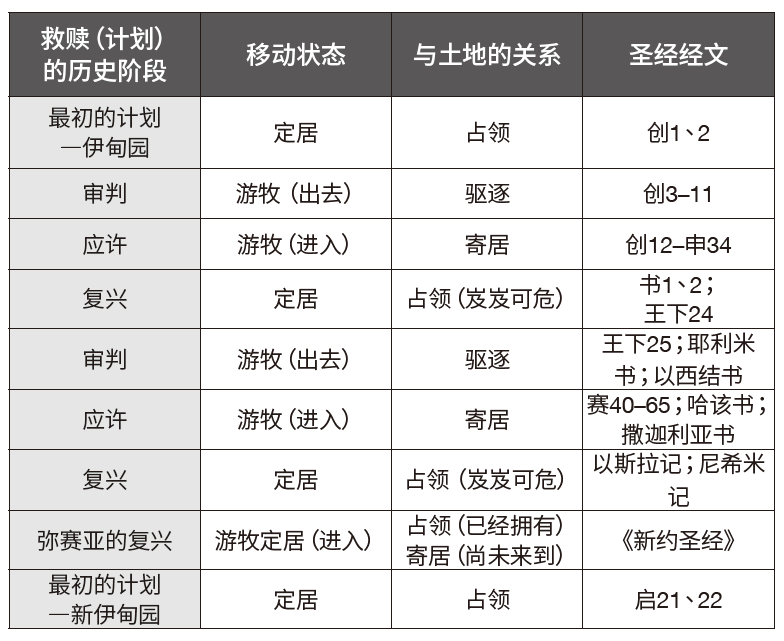 救赎（计划）
的历史阶段 移动状态 与土地的关系 圣经经文
最初的计划
—伊甸园 定居 占领 创1、2
审判 游牧（出去） 驱逐 创3–11
应许 游牧（进入） 寄居 创12–申34
复兴 定居 占领（岌岌可危） 书1、2；
王下24
审判 游牧（出去） 驱逐 王下25；耶利米
书；以西结书
应许 游牧（进入） 寄居 赛40–65；哈该书；
撒迦利亚书
复兴 定居 占领（岌岌可危） 以斯拉记；尼希米
记
弥赛亚的复兴 游牧定居（进入） 占领（已经拥有）
寄居（尚未来到） 《新约圣经》
最初的计划
—新伊甸园 定居 占领 启21、22